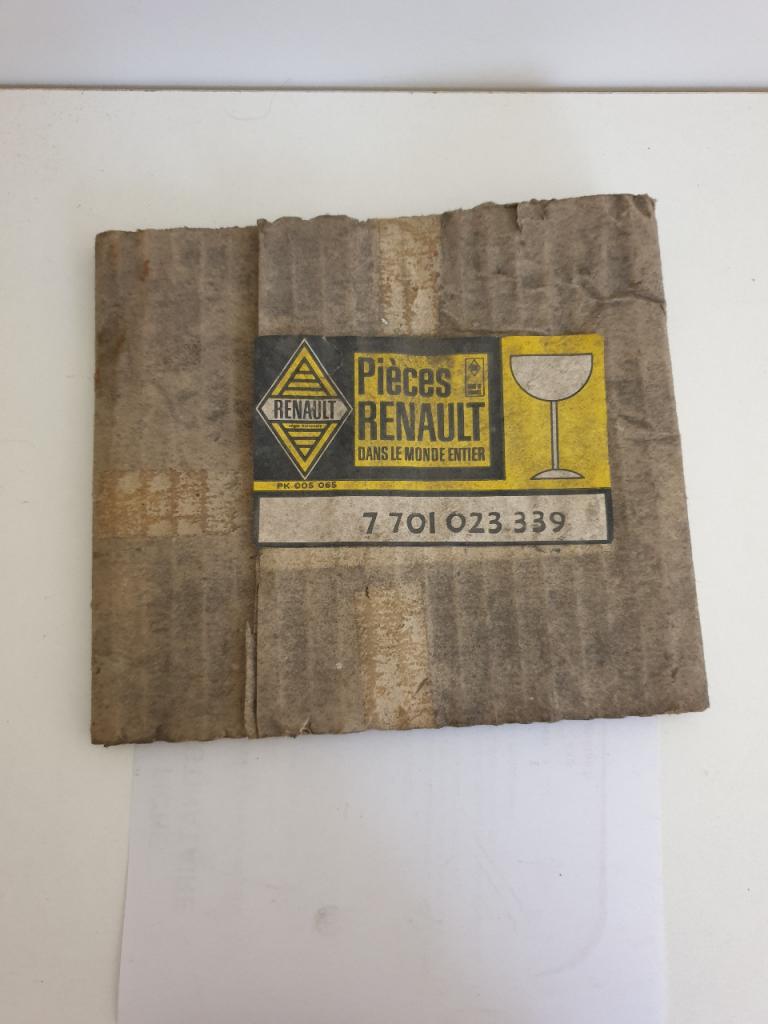 RENAULT
Pièces
RENAULT
DANS LE MONDE ENTIER
PK 005 065
7 701 023 339